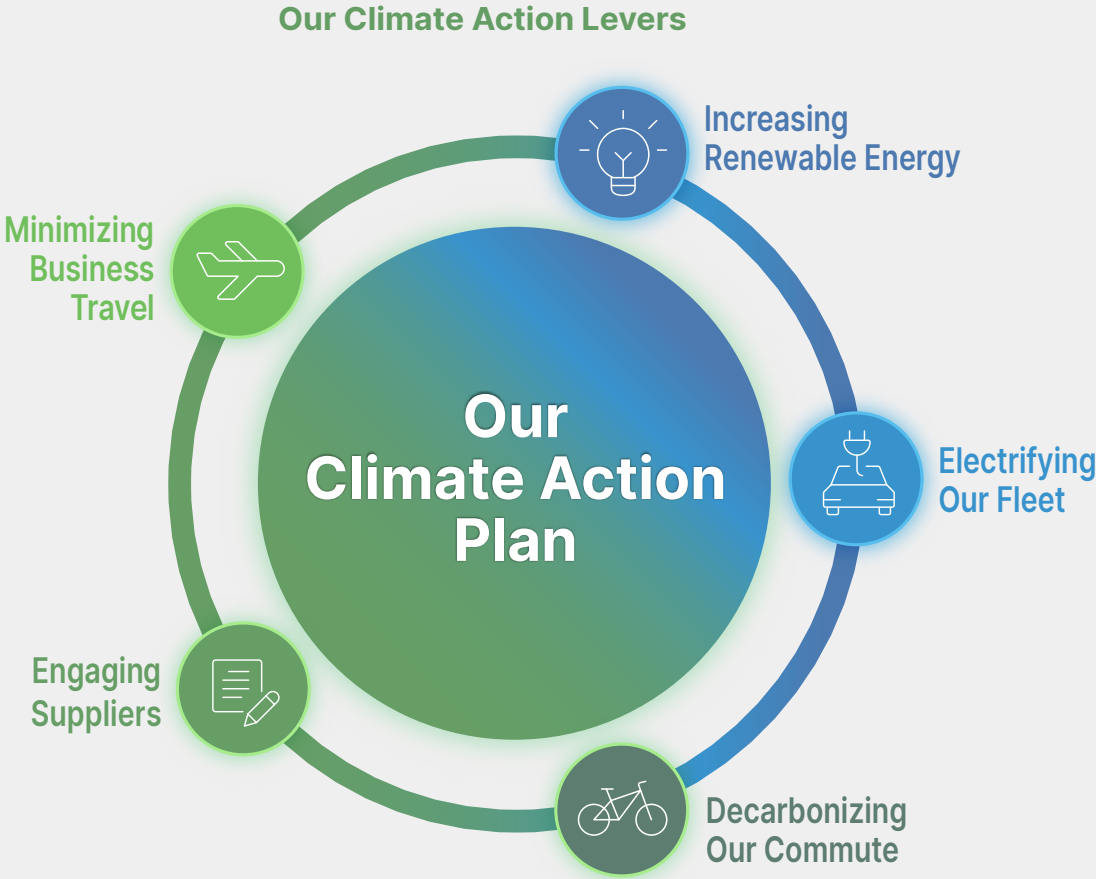 Our Climate Action Levers
Increasing
Renewable Energy
Minimizing
Business
Travel
Our
Climate Action
Plan
Electrifying
Our Fleet
Engaging
Suppliers
Decarbonizing
Our Commute